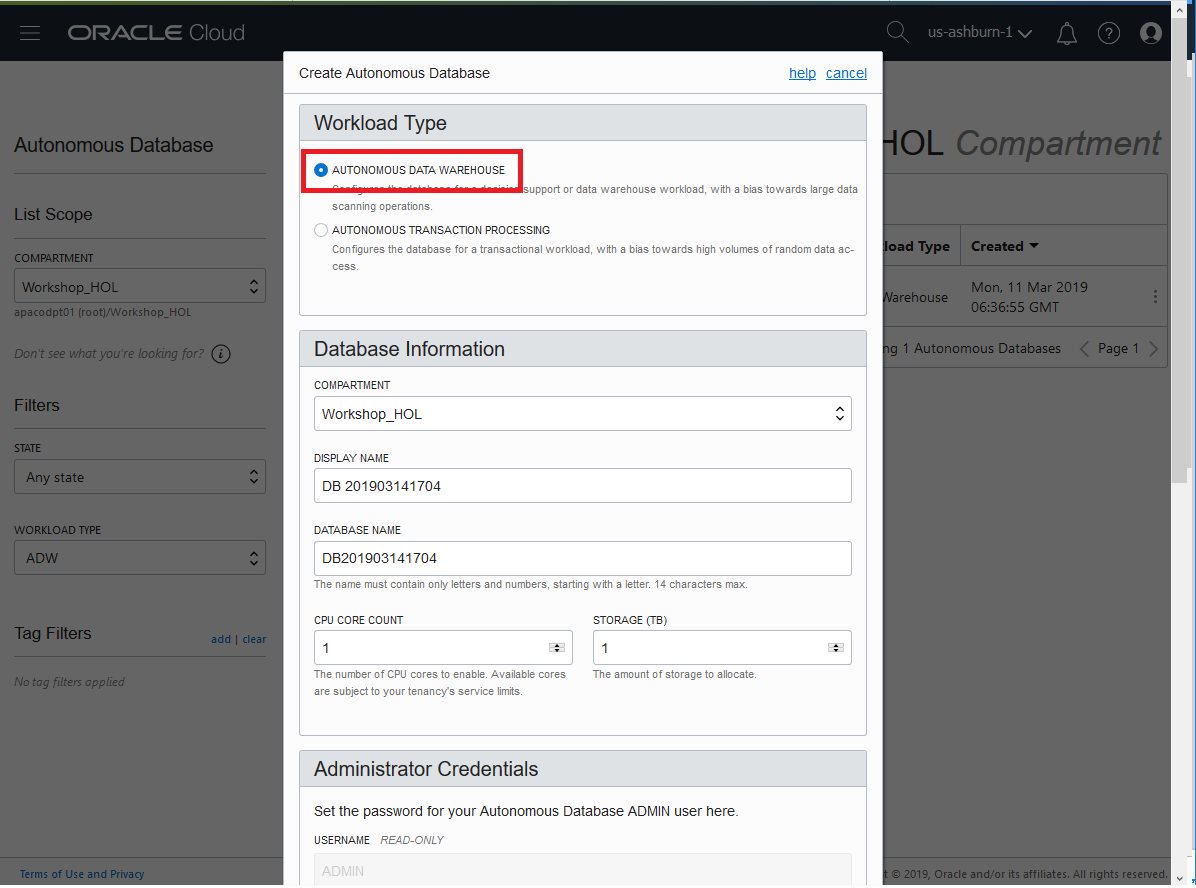 ORACLE Cloud
us-ashburn-1
Autonomous Database
List Scope
COMPARTMENT
Workshop_HOL
apacodpt01 (root)/Workshop_HOL
Don't see what you're looking for?
Filters
STATE
Any state
WORKLOAD TYPE
ADW
Tag Filters
add | clear
No tag filters applied
Terms of Use and Privacy
Create Autonomous Database
help cancel
Workload Type
AUTONOMOUS DATA WAREHOUSE
Configures the database for a decision support or data warehouse workload, with a bias towards large data
scanning operations.
AUTONOMOUS TRANSACTION PROCESSING
Configures the database for a transactional workload, with a bias towards high volumes of random data ac-
cess.
Database Information
COMPARTMENT
Workshop_HOL
DISPLAY NAME
DB 201903141704
DATABASE NAME
DB201903141704
The name must contain only letters and numbers, starting with a letter. 14 characters max.
CPU CORE COUNT
1
The number of CPU cores to enable. Available cores
are subject to your tenancy's service limits.
STORAGE (TB)
1
The amount of storage to allocate.
Administrator Credentials
Set the password for your Autonomous Database ADMIN user here.
USERNAME READ-ONLY
ADMIN
HOL Compartment
load Type Created
Warehouse
Mon, 11 Mar 2019
06:36:55 GMT
ng 1 Autonomous Databases
Page 1
t © 2019, Oracle and/or its affiliates. All rights reserved.